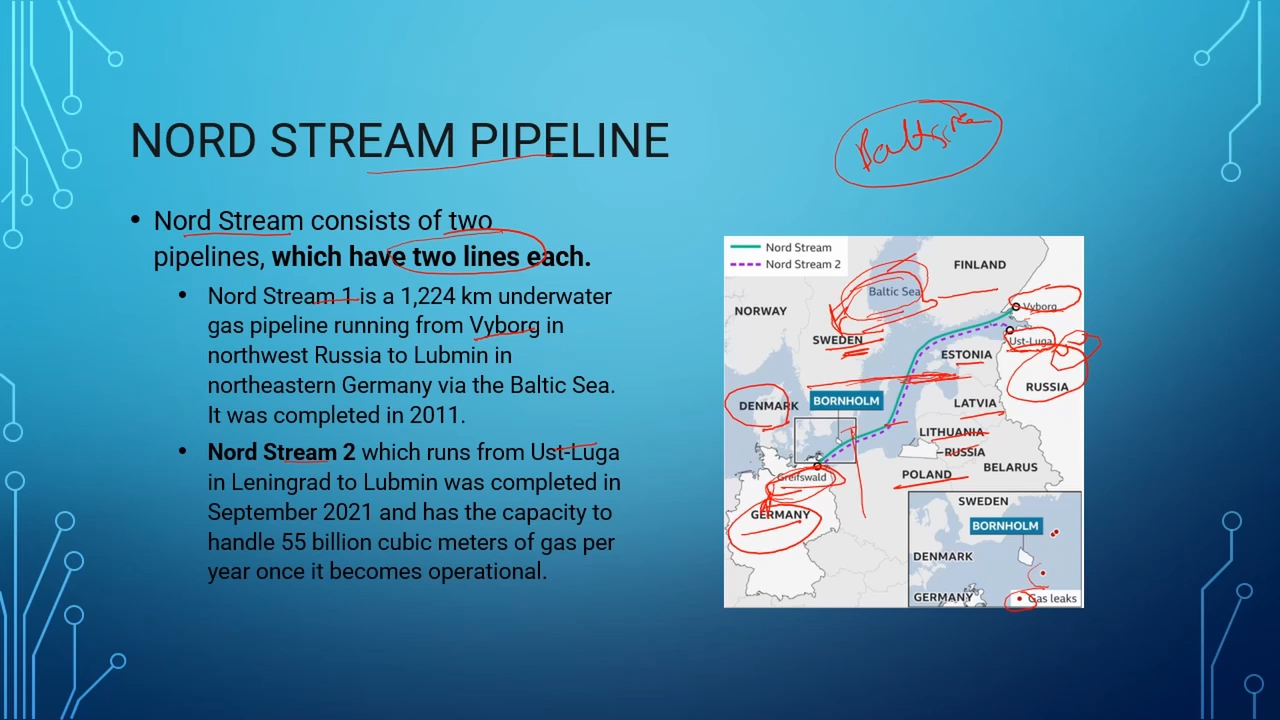 NORD STREAM PIPELINE
Baltic sea
• Nord Stream consists of two
pipelines, which have two lines each.
• Nord Stream 1 is a 1,224 km underwater
gas pipeline running from Vyborg in
northwest Russia to Lubmin in
northeastern Germany via the Baltic Sea.
It was completed in 2011.
• Nord Stream 2 which runs from Ust-Luga
in Leningrad to Lubmin was completed in
September 2021 and has the capacity to
handle 55 billion cubic meters of gas per
year once it becomes operational.
Nord Stream
Nord Stream 2
FINLAND
Baltic Sea
NORWAY
Vyborg
SWEDEN
Ust-Luga
ESTONIA
RUSSIA
DENMARK
BORNHOLM
LATVIA
LITHUANIA
RUSSIA
BELARUS
POLAND
Greifswald
GERMANY
SWEDEN
BORNHOLM
DENMARK
GERMANY
Gas leaks